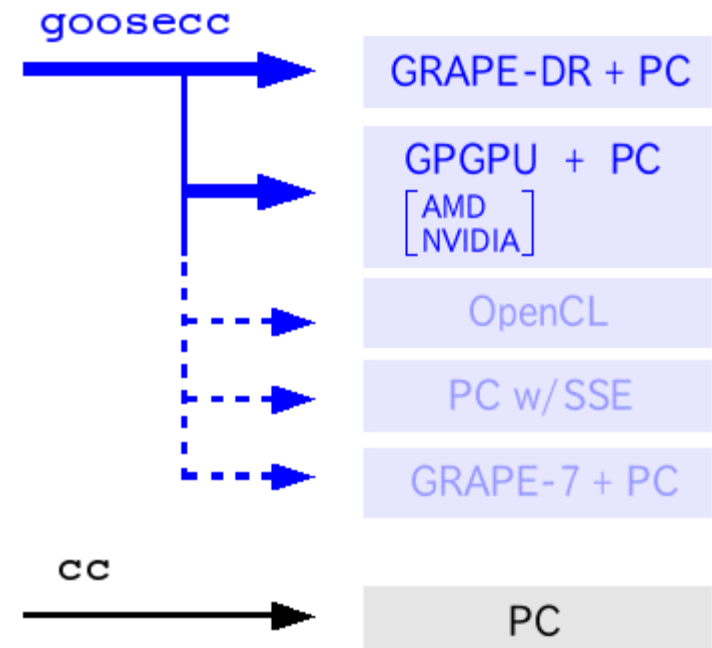 goosecc
GRAPE-DR + PC
GPGPU + PC
AMD
NVIDIA
OpenCL
PC w/SSE
GRAPE-7 + PC
cc
PC